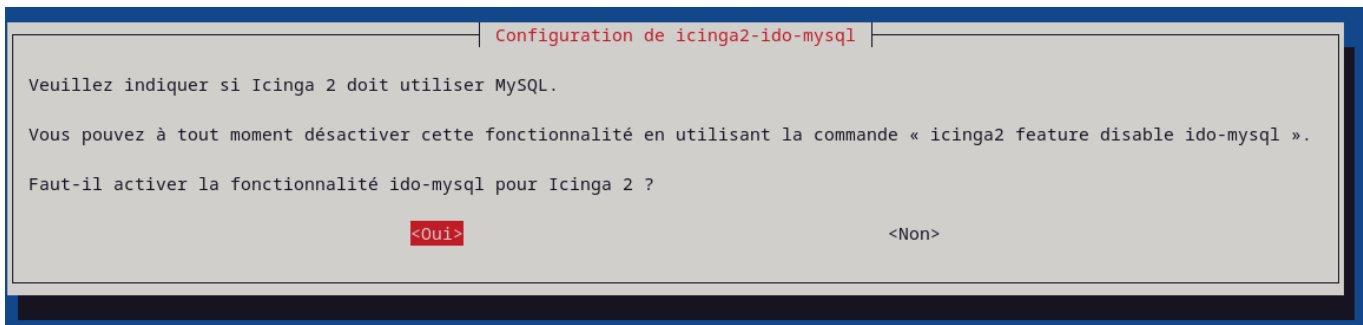 Configuration de icinga2-ido-mysql
Veuillez indiquer si Icinga 2 doit utiliser MySQL.
Vous pouvez à tout moment désactiver cette fonctionnalité en utilisant la commande « icinga2 feature disable ido-mysql ».
Faut-il activer la fonctionnalité ido-mysql pour Icinga 2 ?
<Oui> <Non>